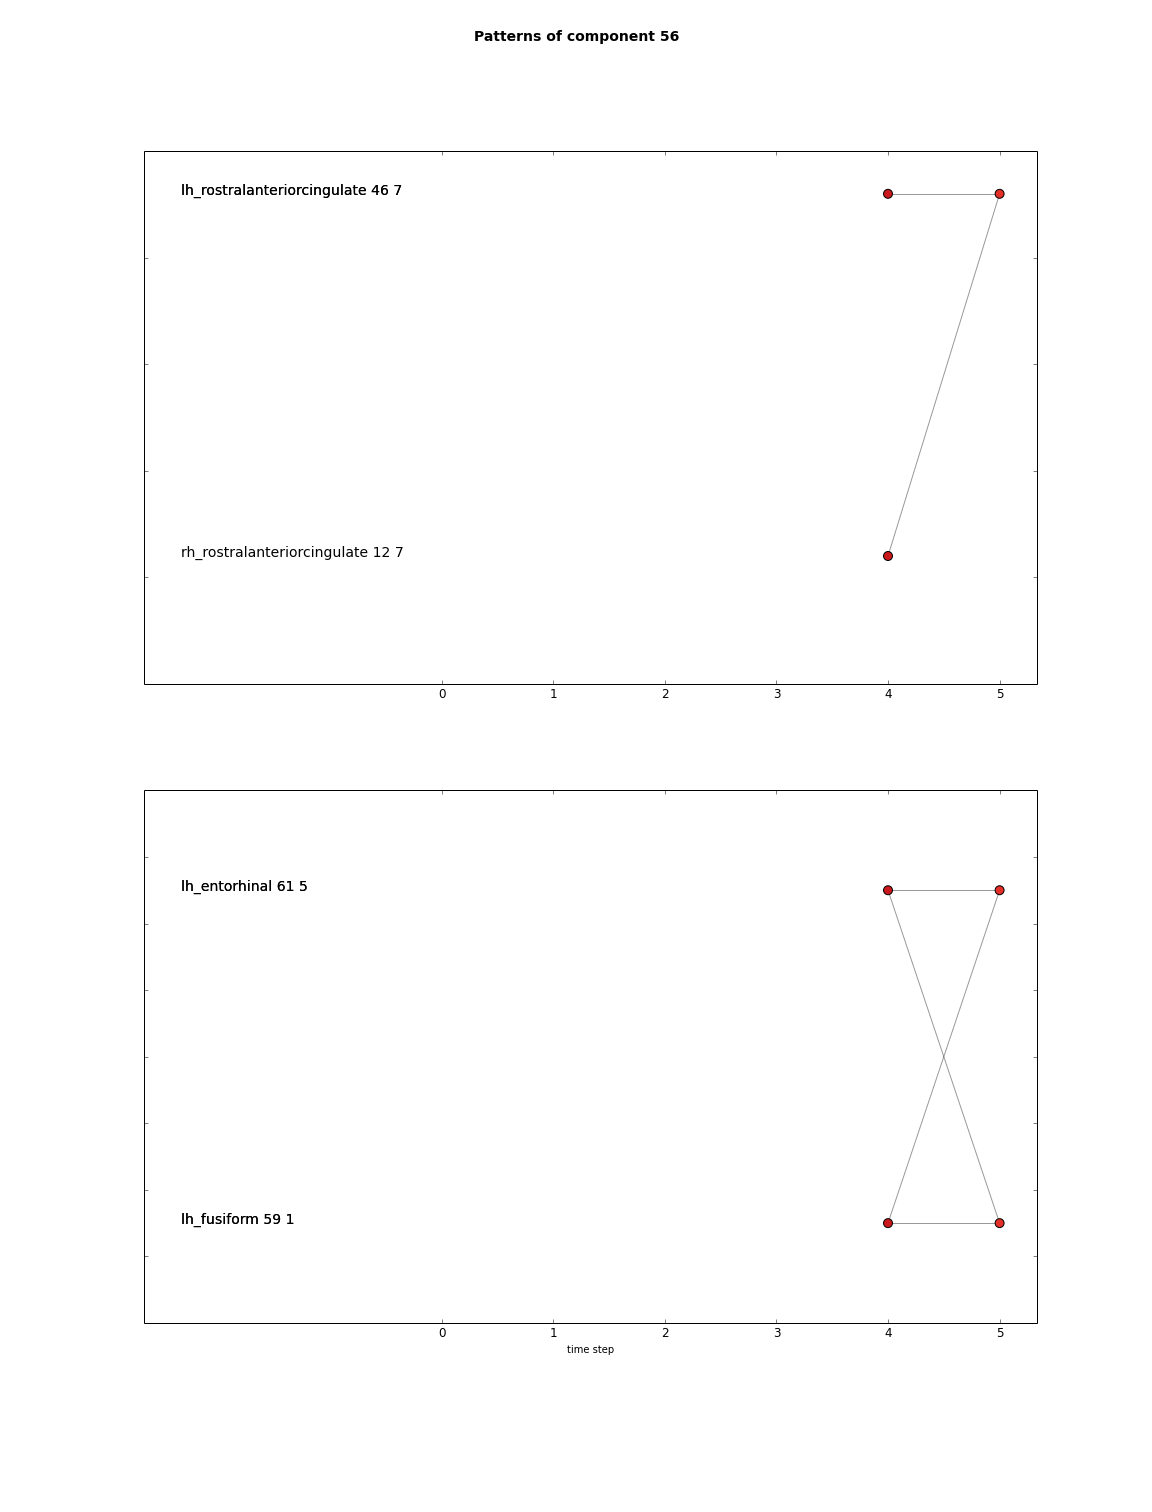 Patterns of component 56
lh_rostralanteriorcingulate 46 7
rh_rostralanteriorcingulate 12 7
0 1 2 3 4 5
lh_entorhinal 61 5
lh_fusiform 59 1
0 1 2 3 4 5
time step